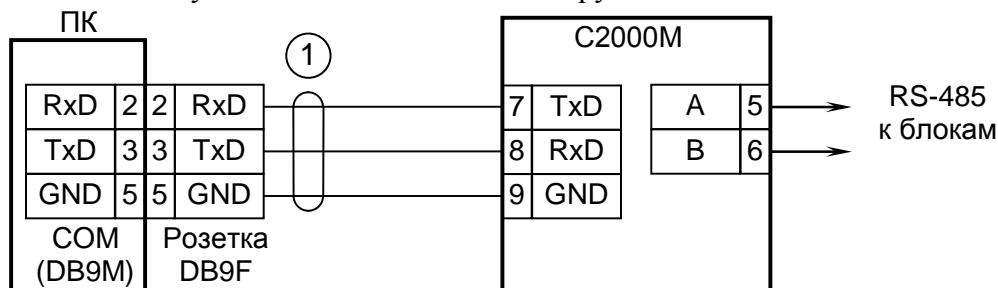 ПК
1
С2000М
RxD 2 2 RxD 7 TxD A 5 RS-485
TxD 3 3 TxD 8 RxD B 6 к блокам
GND 5 5 GND 9 GND
COM Розетка
(DB9M) DB9F